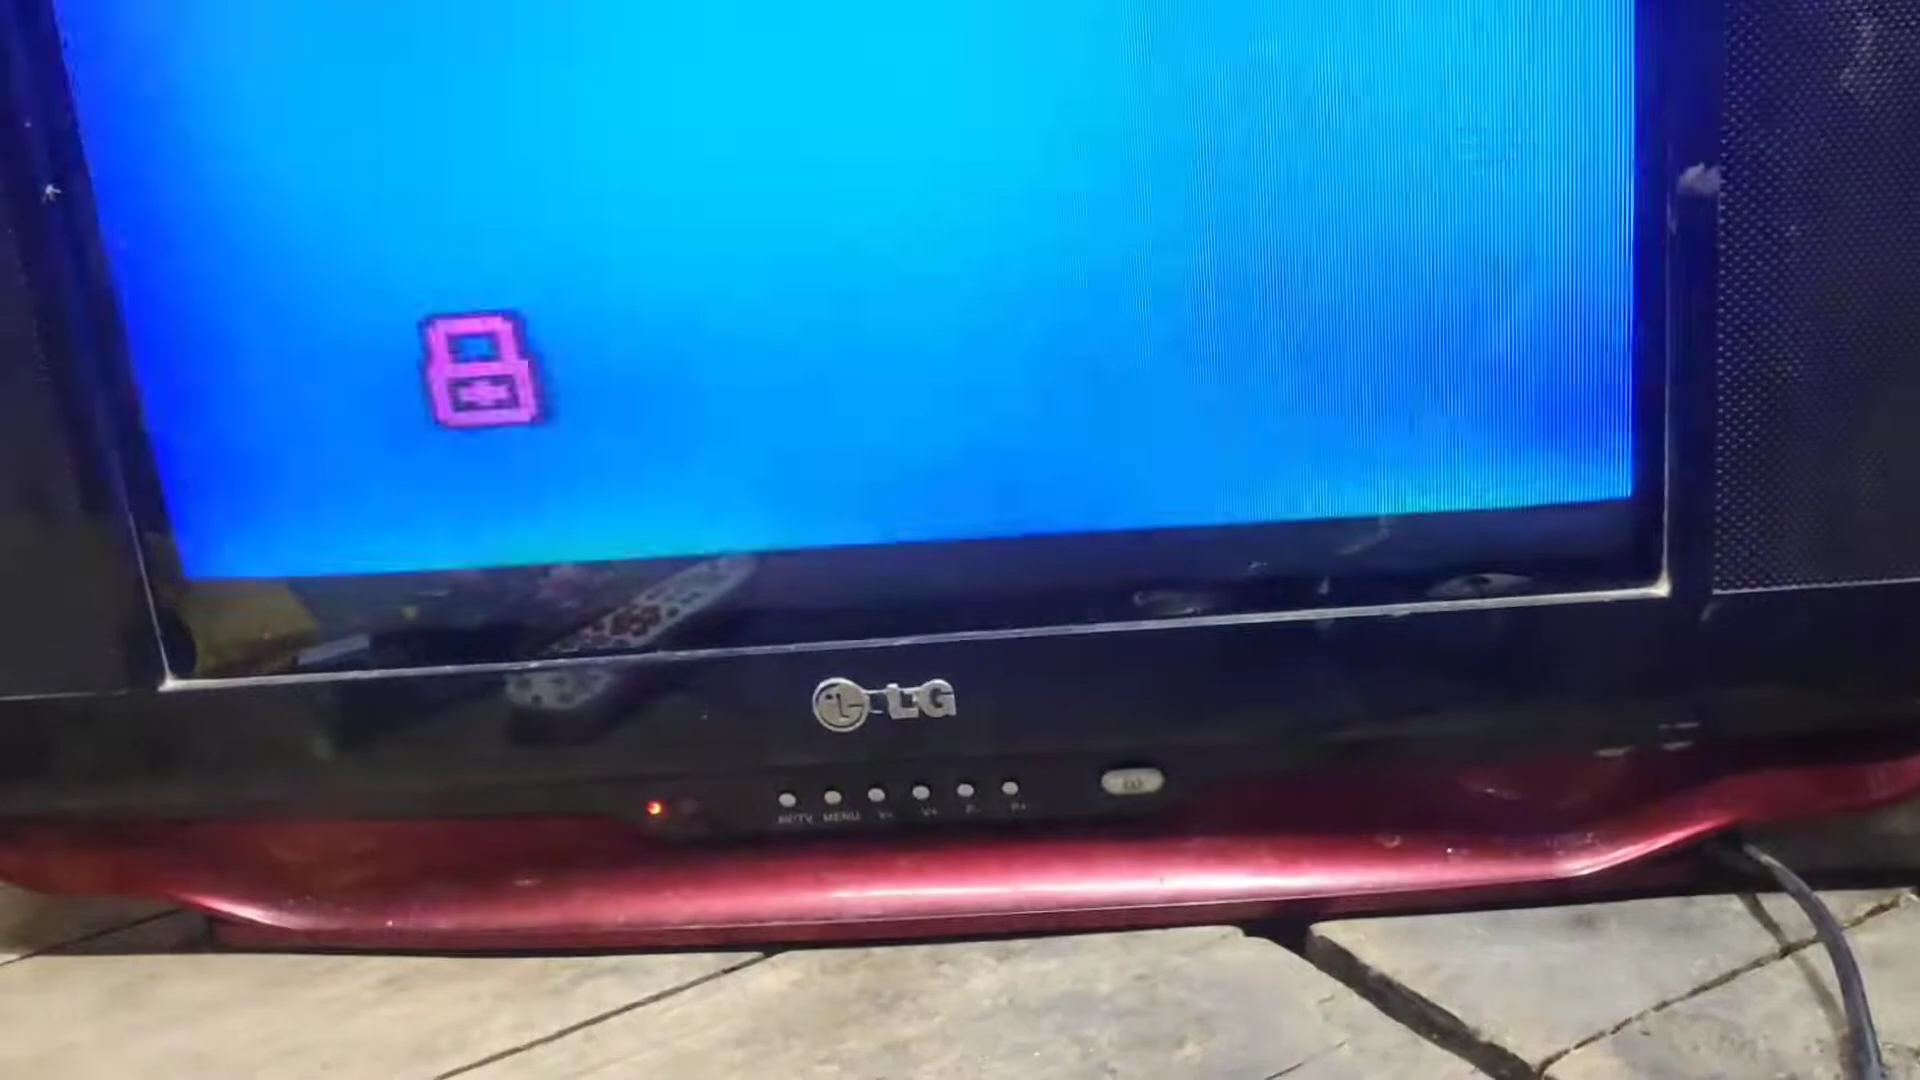 LG
AV/TV MENU V- V+ P- P+